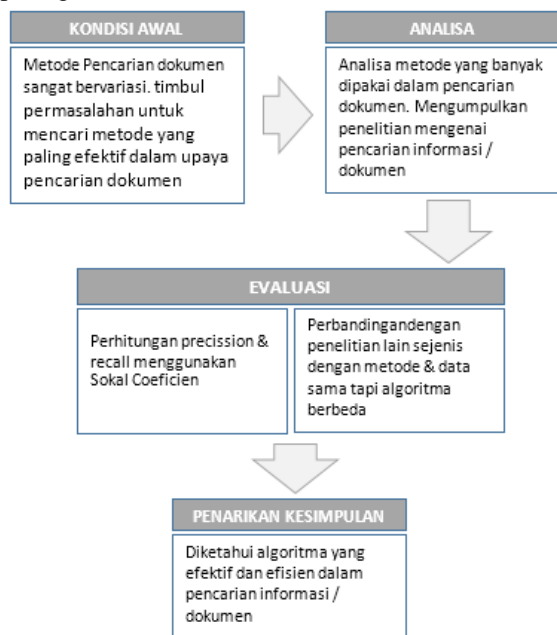 KONDISI AWAL
Metode Pencarian dokumen
sangat bervariasi. timbul
permasalahan untuk
mencari metode yang
paling efektif dalam upaya
pencarian dokumen
ANALISA
Analisa metode yang banyak
dipakai dalam pencarian
dokumen. Mengumpulkan
penelitian mengenai
pencarian informasi /
dokumen
EVALUASI
Perhitungan precission &
recall menggunakan
Sokal Coeficien
Perbandingandengan
penelitian lain sejenis
dengan metode & data
sama tapi algoritma
berbeda
PENARIKAN KESIMPULAN
Diketahui algoritma yang
efektif dan efisien dalam
pencarian informasi /
dokumen